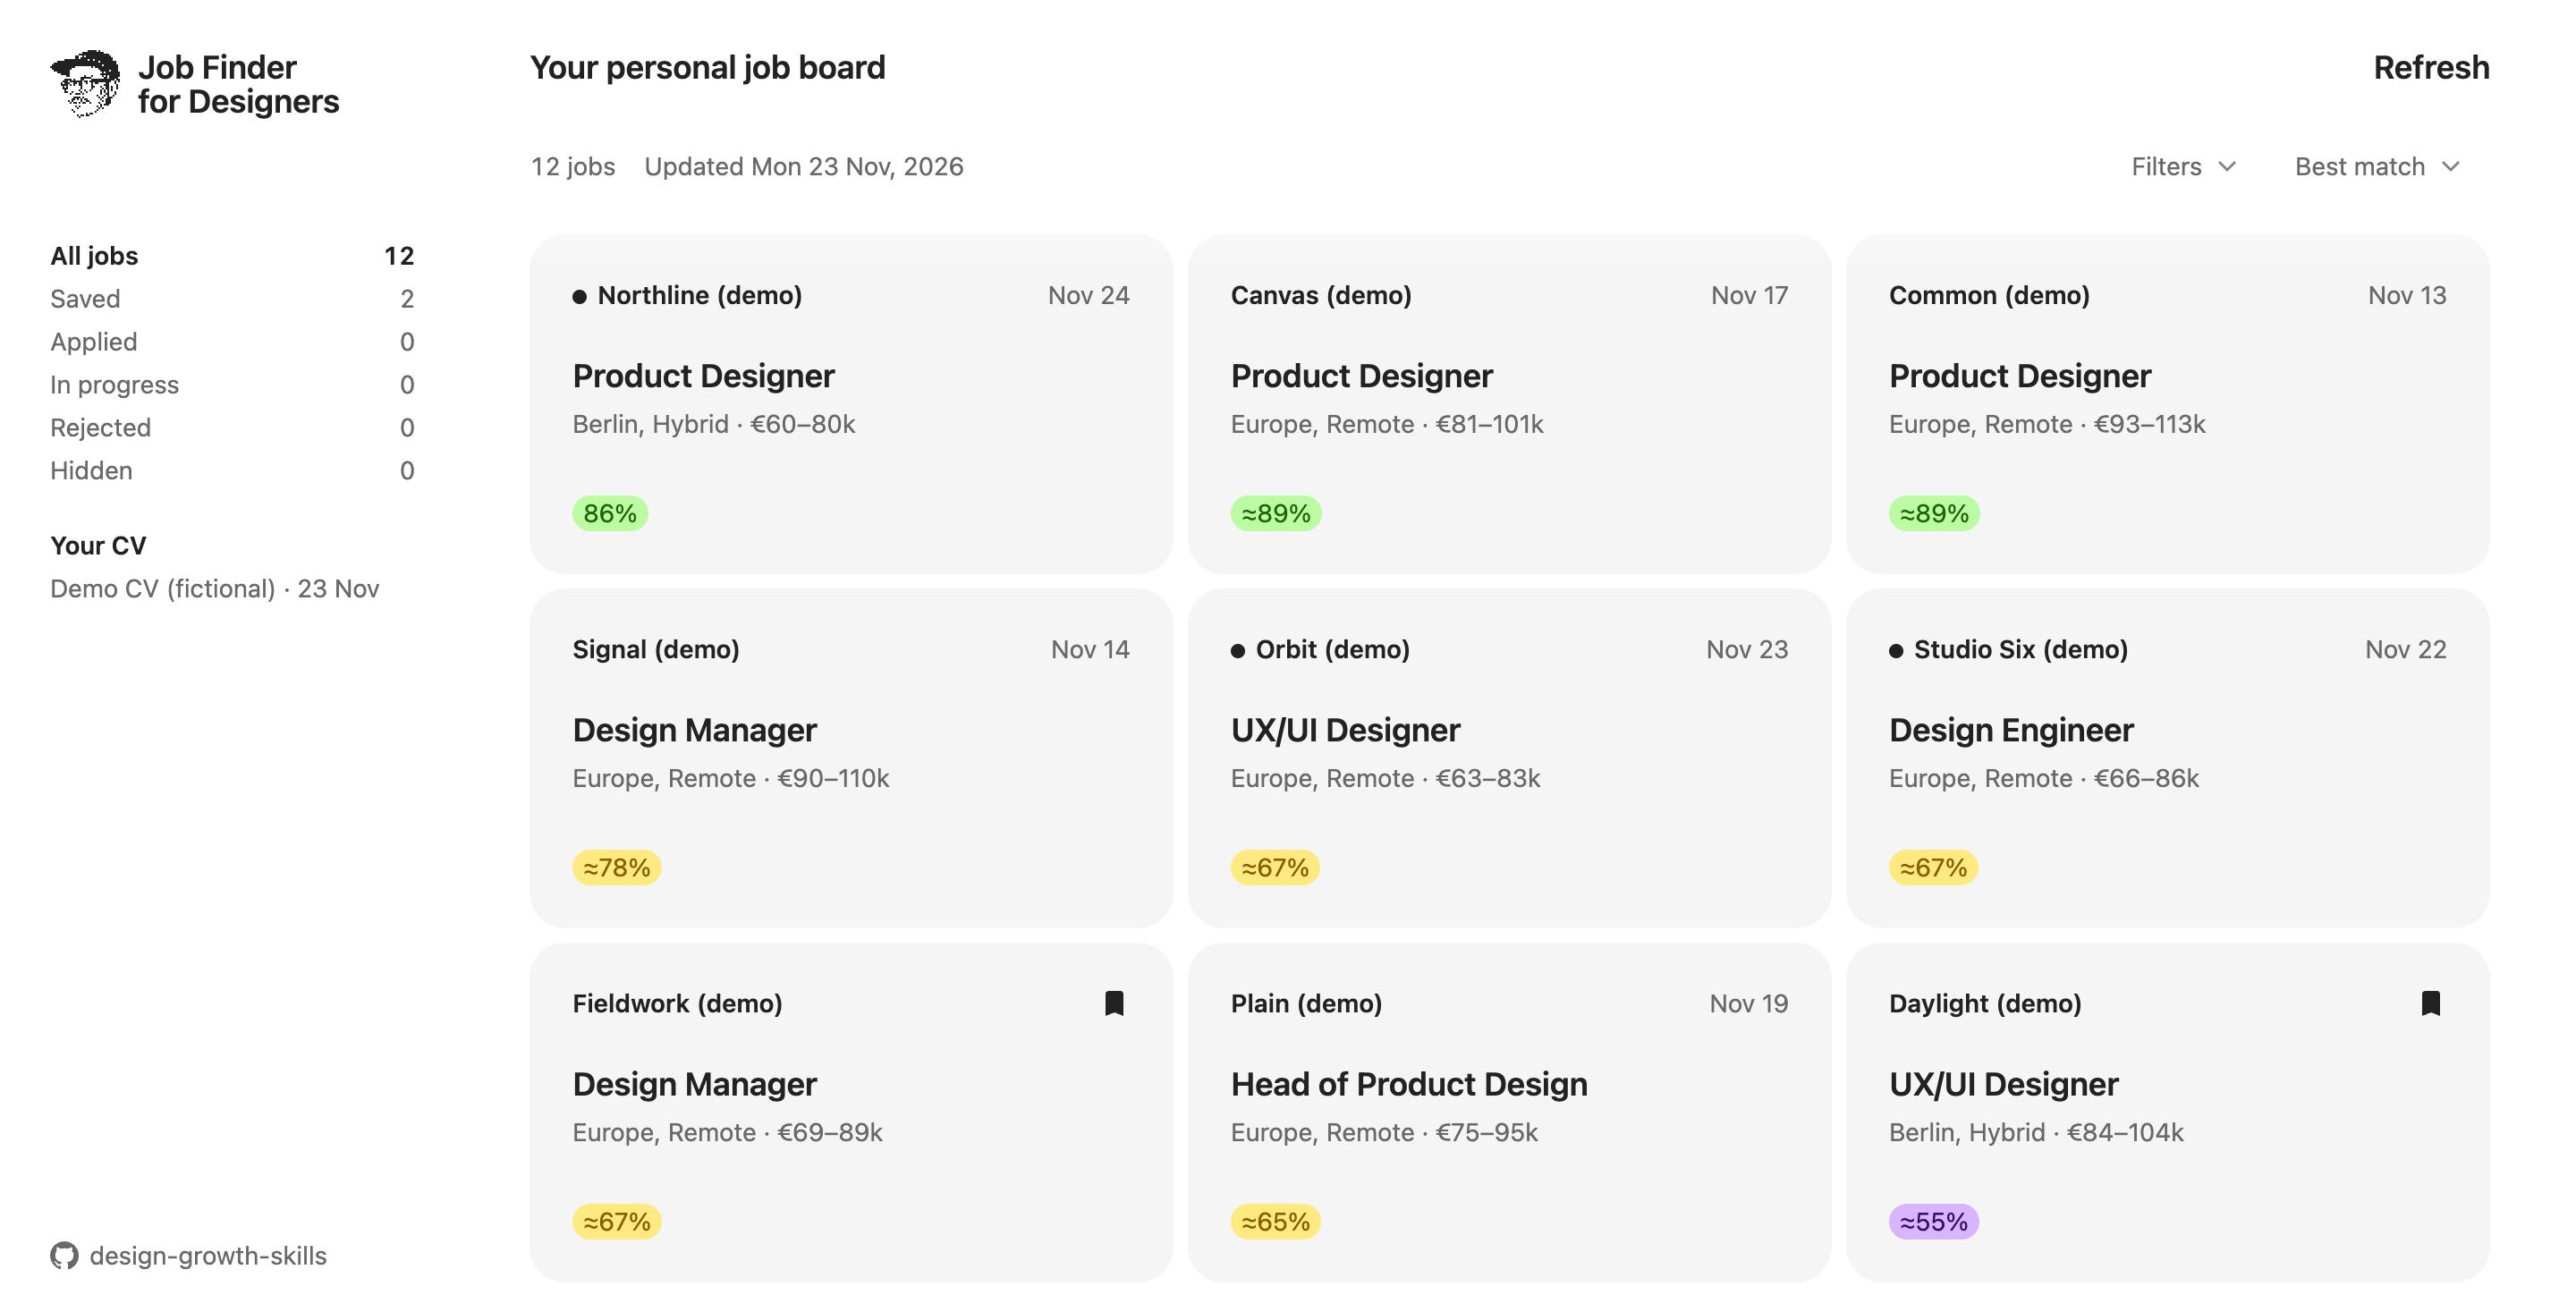 Job Finder
for Designers
Your personal job board
Refresh
12 jobs Updated Mon 23 Nov, 2026
Filters
Best match
All jobs 12
Saved 2
Applied 0
In progress 0
Rejected 0
Hidden 0
Your CV
Demo CV (fictional) · 23 Nov
design-growth-skills
Northline (demo) Nov 24
Product Designer
Berlin, Hybrid · €60–80k
86%
Canvas (demo) Nov 17
Product Designer
Europe, Remote · €81–101k
≈89%
Common (demo) Nov 13
Product Designer
Europe, Remote · €93–113k
≈89%
Signal (demo) Nov 14
Design Manager
Europe, Remote · €90–110k
≈78%
Orbit (demo) Nov 23
UX/UI Designer
Europe, Remote · €63–83k
≈67%
Studio Six (demo) Nov 22
Design Engineer
Europe, Remote · €66–86k
≈67%
Fieldwork (demo)
Design Manager
Europe, Remote · €69–89k
≈67%
Plain (demo) Nov 19
Head of Product Design
Europe, Remote · €75–95k
≈65%
Daylight (demo)
UX/UI Designer
Berlin, Hybrid · €84–104k
≈55%